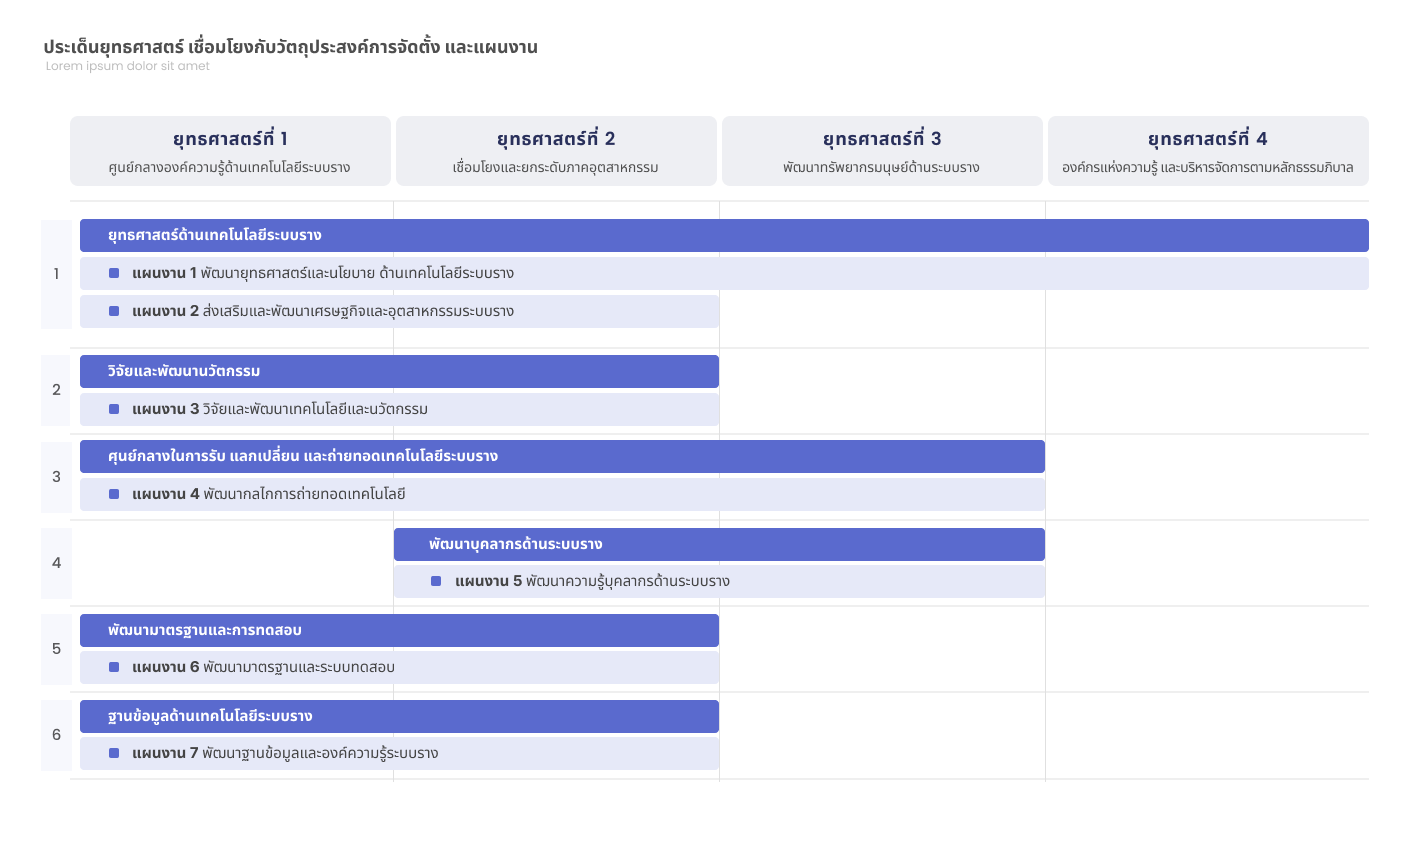 ประเด็นยุทธศาสตร์ เชื่อมโยงกับวัตถุประสงค์การจัดตั้ง และแผนงาน
Lorem ipsum dolor sit amet
ยุทธศาสตร์ที่ 1
ศูนย์กลางองค์ความรู้ด้านเทคโนโลยีระบบราง
ยุทธศาสตร์ที่ 2
เชื่อมโยงและยกระดับภาคอุตสาหกรรม
ยุทธศาสตร์ที่ 3
พัฒนาทรัพยากรมนุษย์ด้านระบบราง
ยุทธศาสตร์ที่ 4
องค์กรแห่งความรู้ และบริหารจัดการตามหลักธรรมภิบาล
1
ยุทธศาสตร์ด้านเทคโนโลยีระบบราง
แผนงาน 1 พัฒนายุทธศาสตร์และนโยบาย ด้านเทคโนโลยีระบบราง
แผนงาน 2 ส่งเสริมและพัฒนาเศรษฐกิจและอุตสาหกรรมระบบราง
2
วิจัยและพัฒนานวัตกรรม
แผนงาน 3 วิจัยและพัฒนาเทคโนโลยีและนวัตกรรม
3
ศุนย์กลางในการรับ แลกเปลี่ยน และถ่ายทอดเทคโนโลยีระบบราง
แผนงาน 4 พัฒนากลไกการถ่ายทอดเทคโนโลยี
4
พัฒนาบุคลากรด้านระบบราง
แผนงาน 5 พัฒนาความรู้บุคลากรด้านระบบราง
5
พัฒนามาตรฐานและการทดสอบ
แผนงาน 6 พัฒนามาตรฐานและระบบทดสอบ
6
ฐานข้อมูลด้านเทคโนโลยีระบบราง
แผนงาน 7 พัฒนาฐานข้อมูลและองค์ความรู้ระบบราง